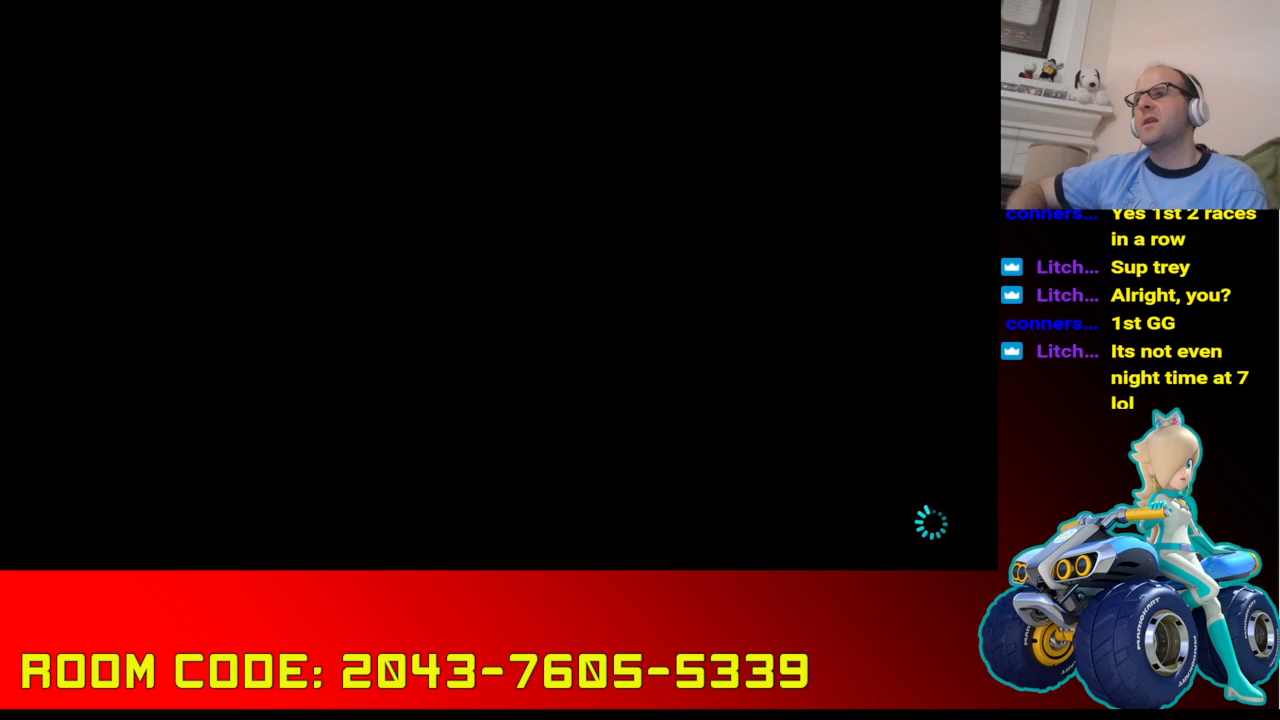 conners... Yes 1st 2 races
in a row
Litch... Sup trey
Litch... Alright, you?
conners... 1st GG
Litch... Its not even
night time at 7
lol
ROOM CODE: 2043-7605-5339
MARIOKART